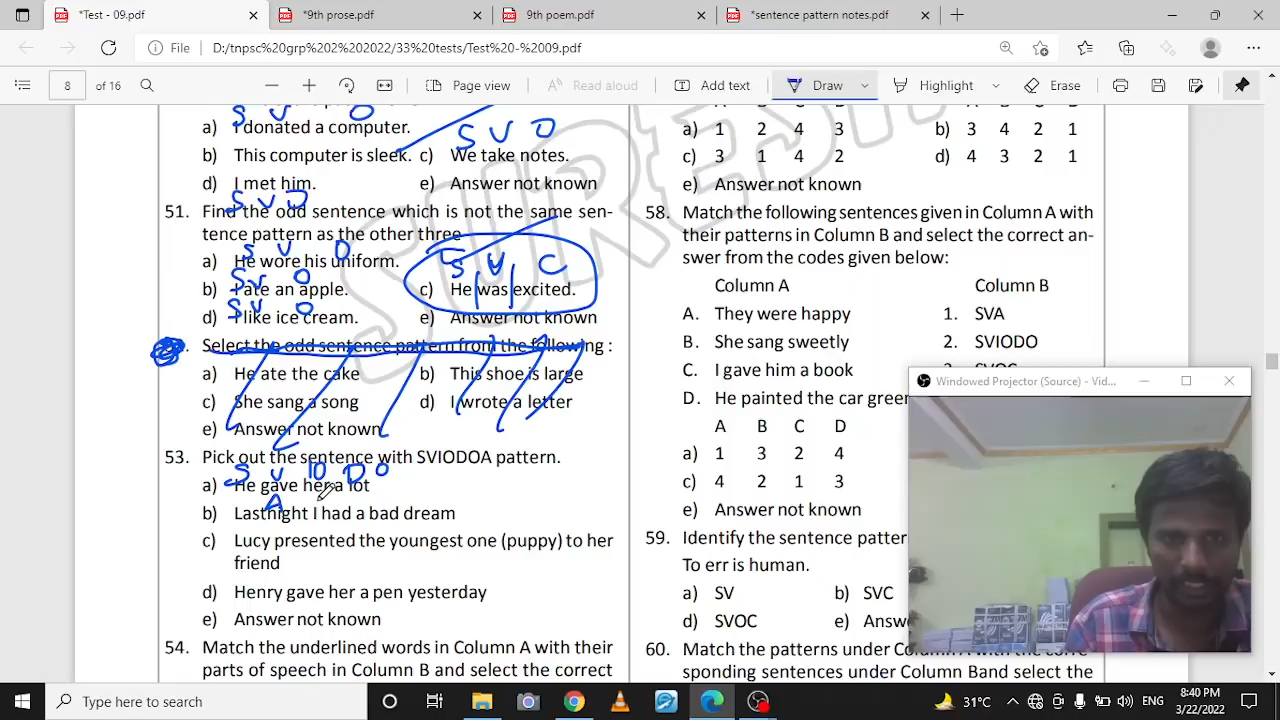 *Test - 09.pdf
*9th prose.pdf
9th poem.pdf
*sentence pattern notes.pdf
File D:/tnpsc%20grp%202%202022/33%20tests/Test%20-%2009.pdf
8 of 16
Page view
Read aloud
Add text
Draw
Highlight
Erase
S V O
a) I donated a computer.
S V O
b) This computer is sleek. c) We take notes.
d) I met him. e) Answer not known
S V O
51. Find the odd sentence which is not the same sen-
tence pattern as the other three
S V O
a) He wore his uniform.
S V O
b) I ate an apple. c) He was excited.
S V C
S V O
d) I like ice cream. e) Answer not known
Select the odd sentence pattern from the following :
a) He ate the cake b) This shoe is large
c) She sang a song d) I wrote a letter
e) Answer not known
53. Pick out the sentence with SVIODOA pattern.
S V IO DO
a) He gave her a lot
A
b) Last night I had a bad dream
c) Lucy presented the youngest one (puppy) to her
friend
d) Henry gave her a pen yesterday
e) Answer not known
54. Match the underlined words in Column A with their
parts of speech in Column B and select the correct
A B C D
a) 1 2 4 3 b) 3 4 2 1
c) 3 1 4 2 d) 4 3 2 1
e) Answer not known
58. Match the following sentences given in Column A with
their patterns in Column B and select the correct an-
swer from the codes given below:
Column A Column B
A. They were happy 1. SVA
B. She sang sweetly 2. SVIODO
C. I gave him a book
D. He painted the car green
A B C D
a) 1 3 2 4
c) 4 2 1 3
e) Answer not known
59. Identify the sentence patter
To err is human.
a) SV b) SVC
d) SVOC e) Answ
60. Match the patterns under
sponding sentences under Column Band select the
SURESH
Windowed Projector (Source) - Vid...
Type here to search
31°C
ENG
8:40 PM
3/22/2022